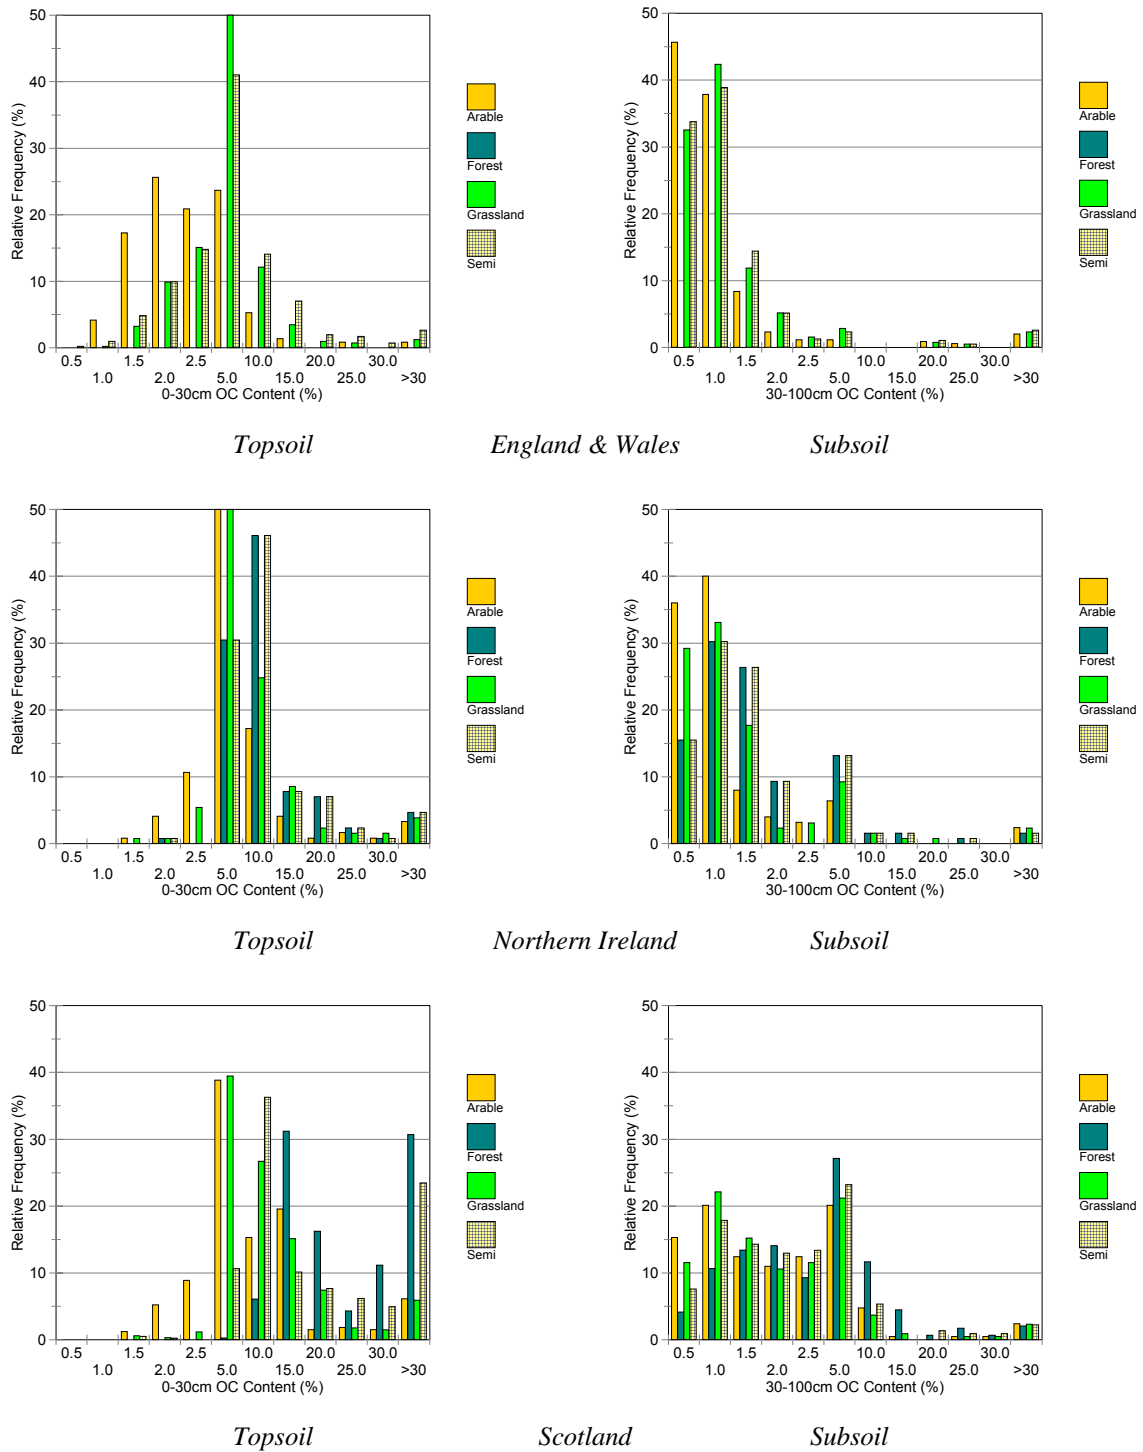 50
40
30
20
10
0
Relative Frequency (%)
0.5 1.5 2.5 10.0 20.0 30.0
1.0 2.0 5.0 15.0 25.0 >30
0-30cm OC Content (%)
Arable
Forest
Grassland
Semi
50
40
30
20
10
0
Relative Frequency (%)
0.5 1.5 2.5 10.0 20.0 30.0
1.0 2.0 5.0 15.0 25.0 >30
30-100cm OC Content (%)
Arable
Forest
Grassland
Semi
Topsoil England & Wales Subsoil
50
40
30
20
10
0
Relative Frequency (%)
0.5 1.5 2.5 10.0 20.0 30.0
1.0 2.0 5.0 15.0 25.0 >30
0-30cm OC Content (%)
Arable
Forest
Grassland
Semi
50
40
30
20
10
0
Relative Frequency (%)
0.5 1.5 2.5 10.0 20.0 30.0
1.0 2.0 5.0 15.0 25.0 >30
30-100cm OC Content (%)
Arable
Forest
Grassland
Semi
Topsoil Northern Ireland Subsoil
50
40
30
20
10
0
Relative Frequency (%)
0.5 1.5 2.5 10.0 20.0 30.0
1.0 2.0 5.0 15.0 25.0 >30
0-30cm OC Content (%)
Arable
Forest
Grassland
Semi
50
40
30
20
10
0
Relative Frequency (%)
0.5 1.5 2.5 10.0 20.0 30.0
1.0 2.0 5.0 15.0 25.0 >30
30-100cm OC Content (%)
Arable
Forest
Grassland
Semi
Topsoil Scotland Subsoil